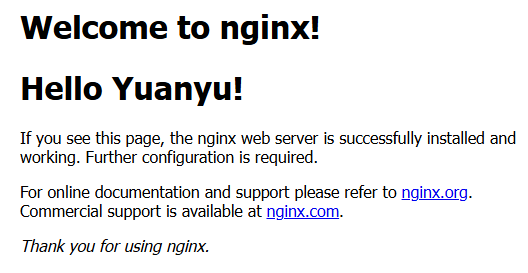 Welcome to nginx!
Hello Yuanyu!
If you see this page, the nginx web server is successfully installed and
working. Further configuration is required.
For online documentation and support please refer to nginx.org.
Commercial support is available at nginx.com.
Thank you for using nginx.